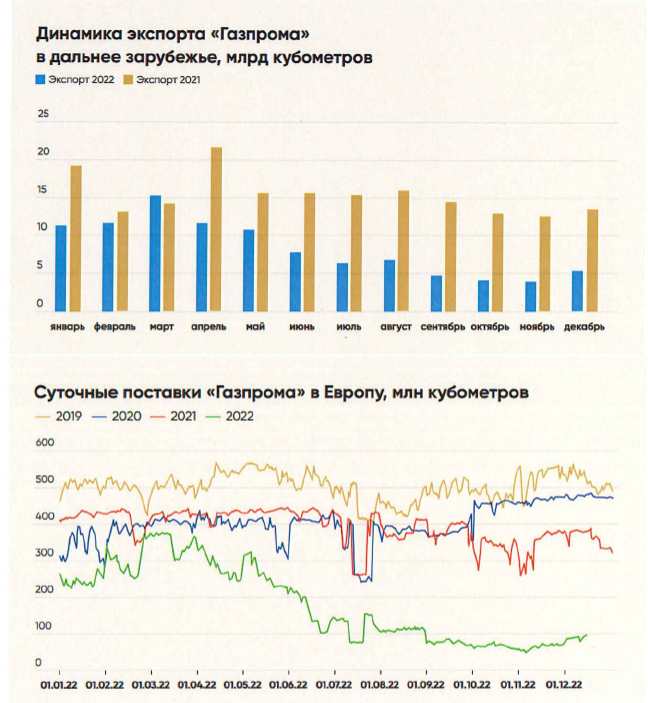 Динамика экспорта «Газпрома»
в дальнее зарубежье, млрд кубометров
Экспорт 2022 Экспорт 2021
25
20
15
10
5
0
январь февраль март апрель май июнь июль август сентябрь октябрь ноябрь декабрь
Суточные поставки «Газпрома» в Европу, млн кубометров
2019 2020 2021 2022
600
500
400
300
200
100
0
01.01.22 01.02.22 01.03.22 01.04.22 01.05.22 01.06.22 01.07.22 01.08.22 01.09.22 01.10.22 01.11.22 01.12.22